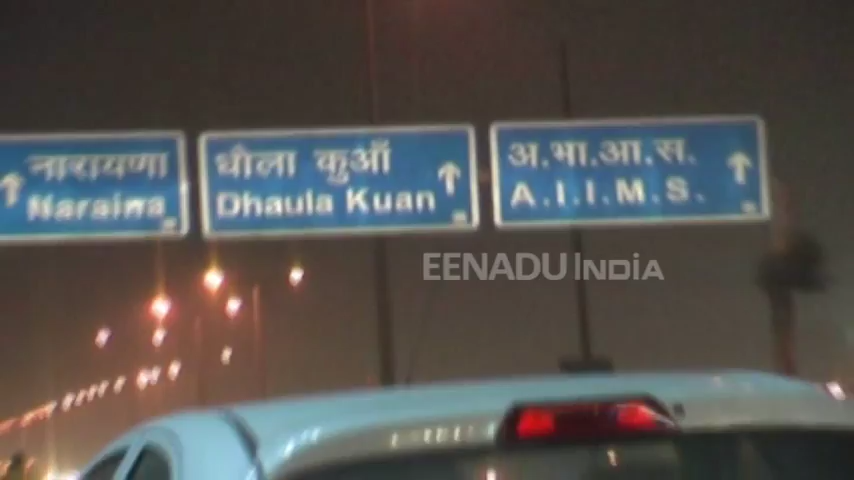 नारायणा
Naraina
धौला कुआँ
Dhaula Kuan
अ.भा.आ.स.
A.I.I.M.S.
EENADU INDIA